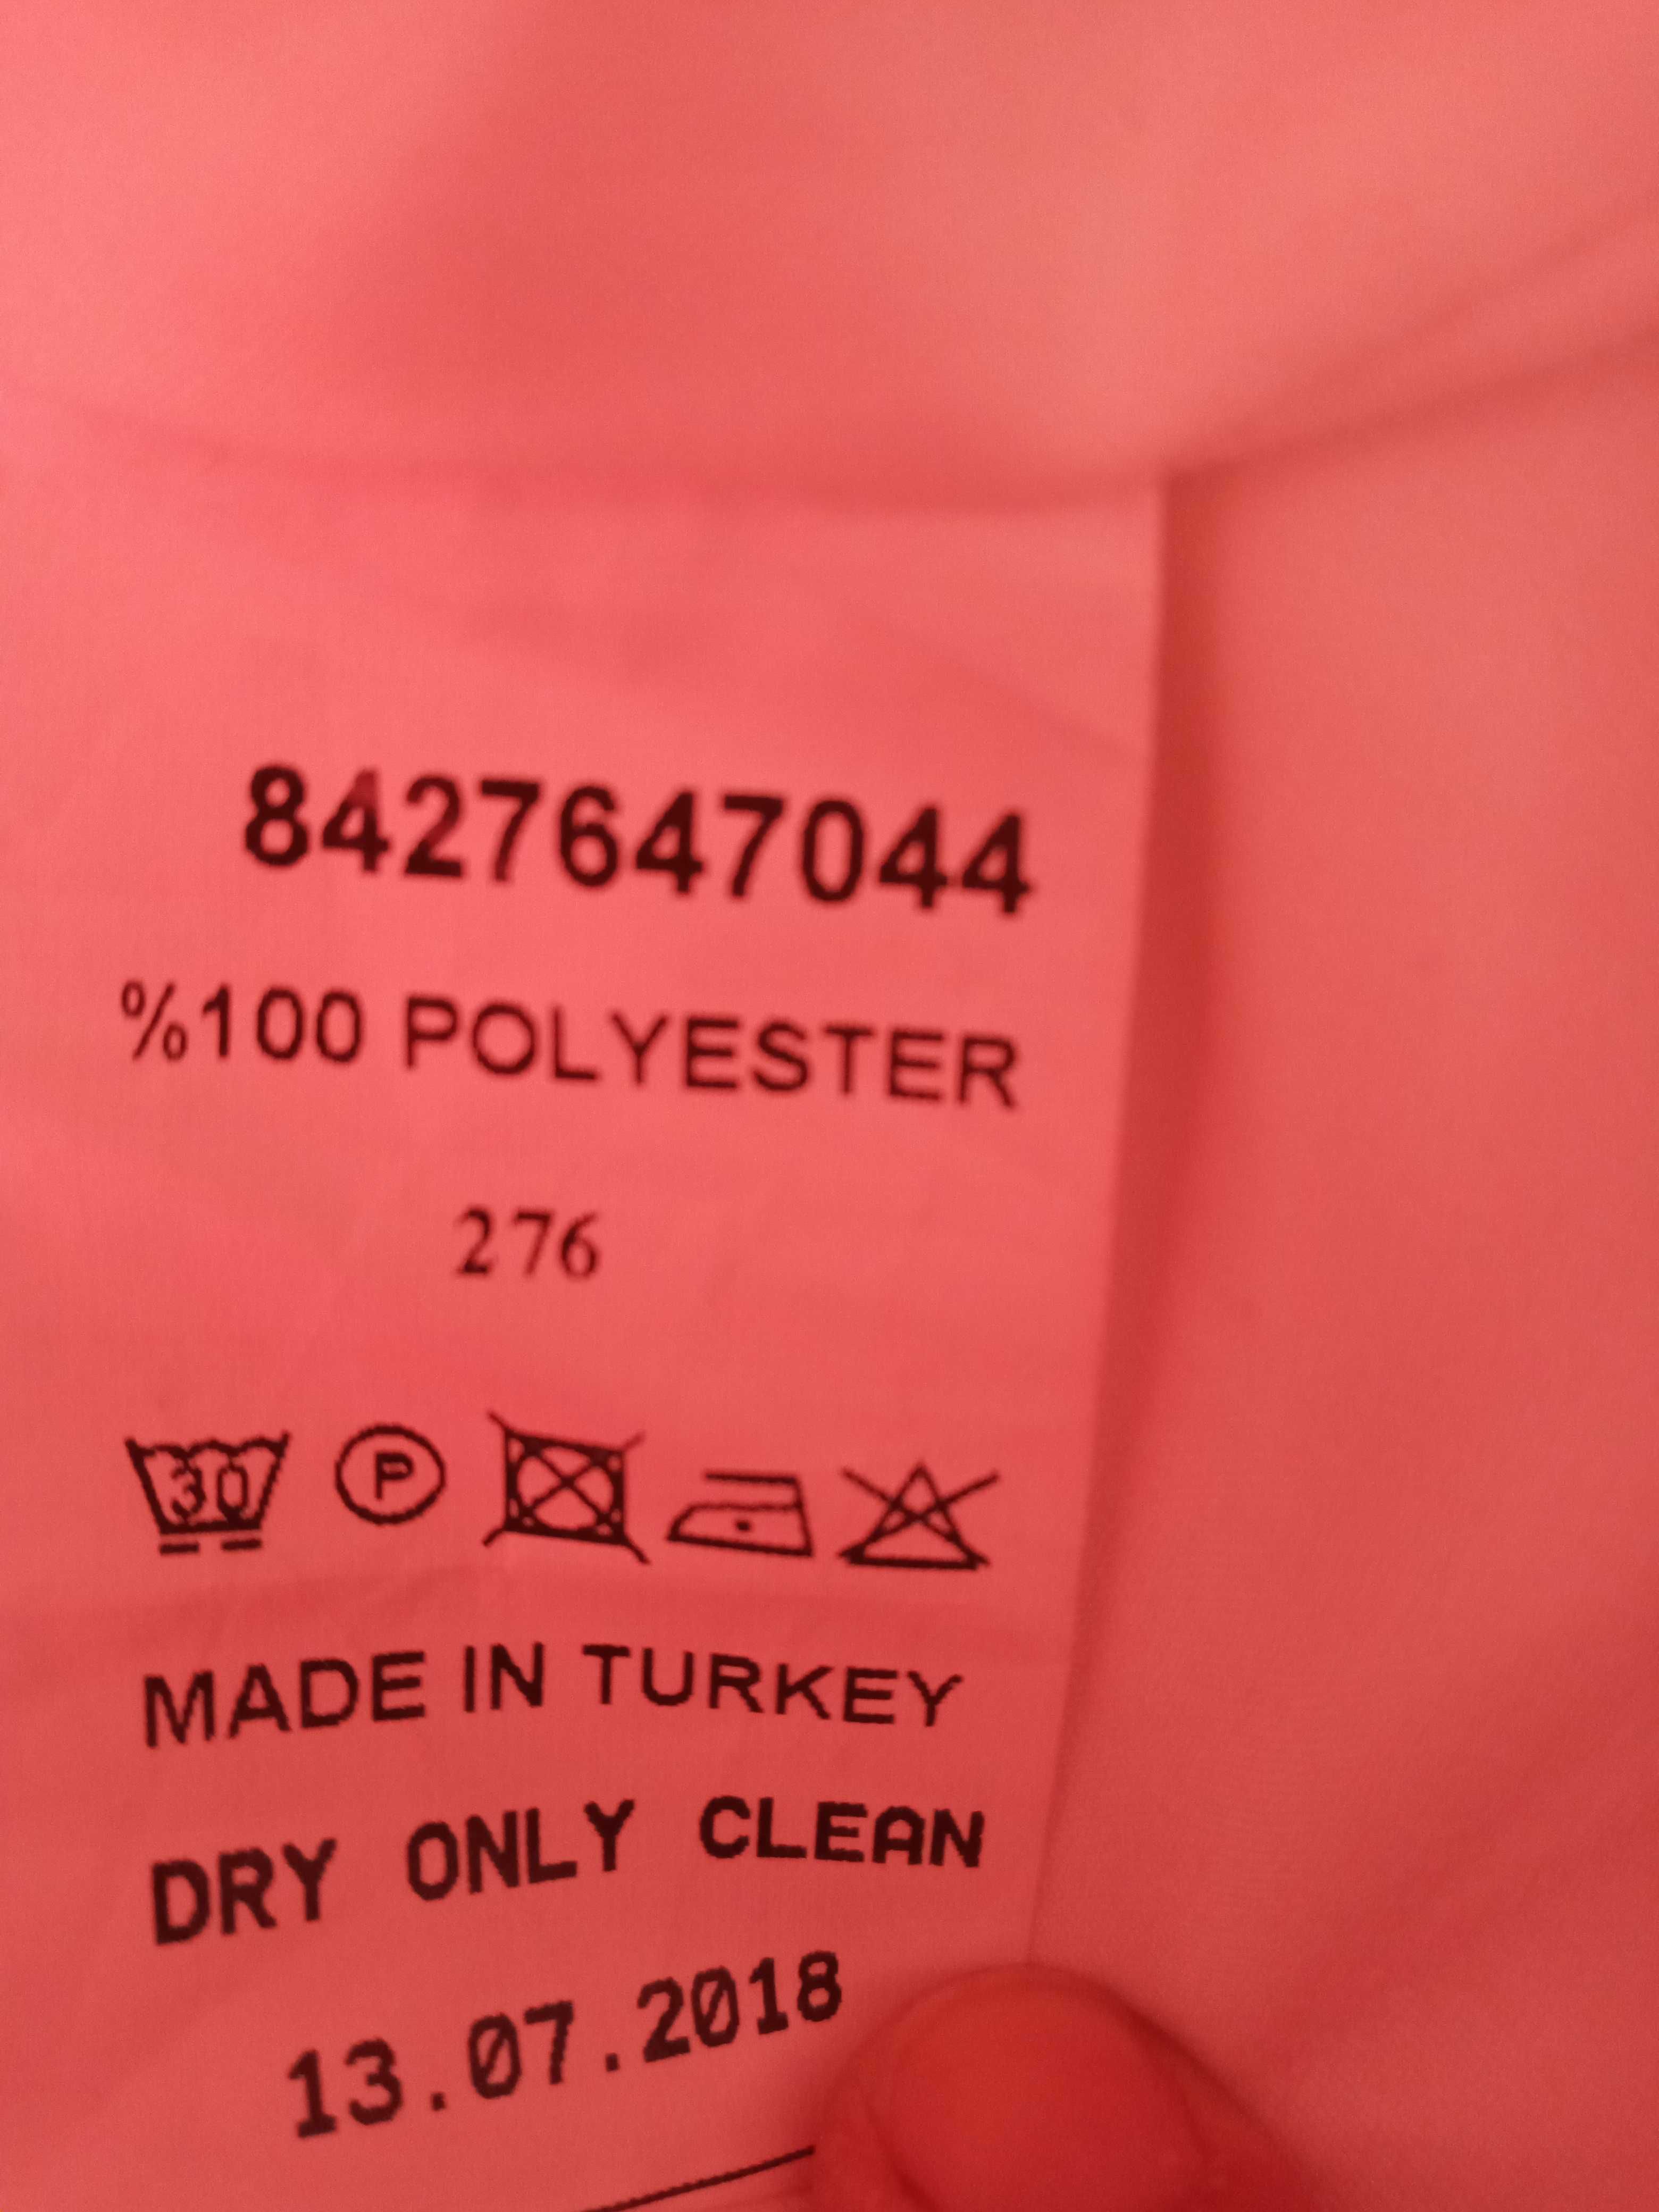 8427647044
%100 POLYESTER
276
30 P
MADE IN TURKEY
DRY ONLY CLEAN
13.07.2018